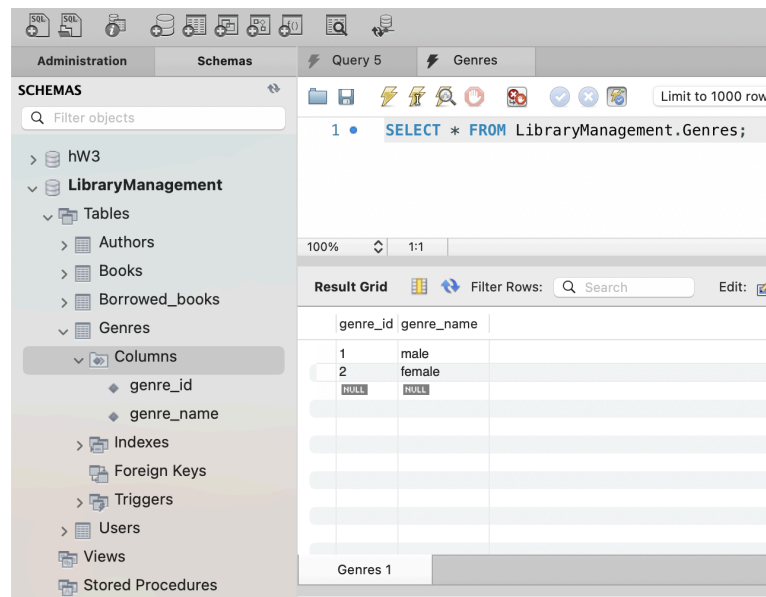 SQL SQL
Administration Schemas Query 5 Genres
SCHEMAS
Filter objects
hW3
LibraryManagement
Tables
Authors
Books
Borrowed_books
Genres
Columns
genre_id
genre_name
Indexes
Foreign Keys
Triggers
Users
Views
Stored Procedures
Limit to 1000 row
1 SELECT * FROM LibraryManagement.Genres;
100% 1:1
Result Grid Filter Rows: Search Edit:
genre_id genre_name
1 male
2 female
NULL NULL
Genres 1